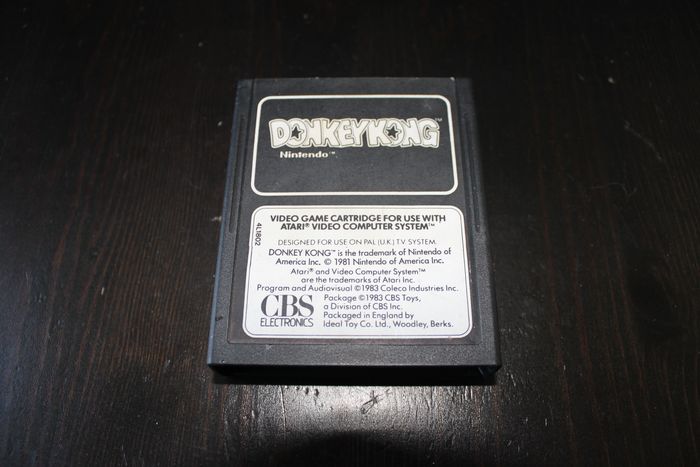 DONKEY KONG™
Nintendo™
VIDEO GAME CARTRIDGE FOR USE WITH
ATARI® VIDEO COMPUTER SYSTEM™
4L1802
DESIGNED FOR USE ON PAL (U.K.) TV SYSTEM.
DONKEY KONG™ is the trademark of Nintendo of
America Inc. © 1981 Nintendo of America Inc.
Atari® and Video Computer System™
are the trademarks of Atari Inc.
Program and Audiovisual ©1983 Coleco Industries Inc.
Package ©1983 CBS Toys,
a Division of CBS Inc.
Packaged in England by
Ideal Toy Co. Ltd., Woodley, Berks.
CBS
ELECTRONICS